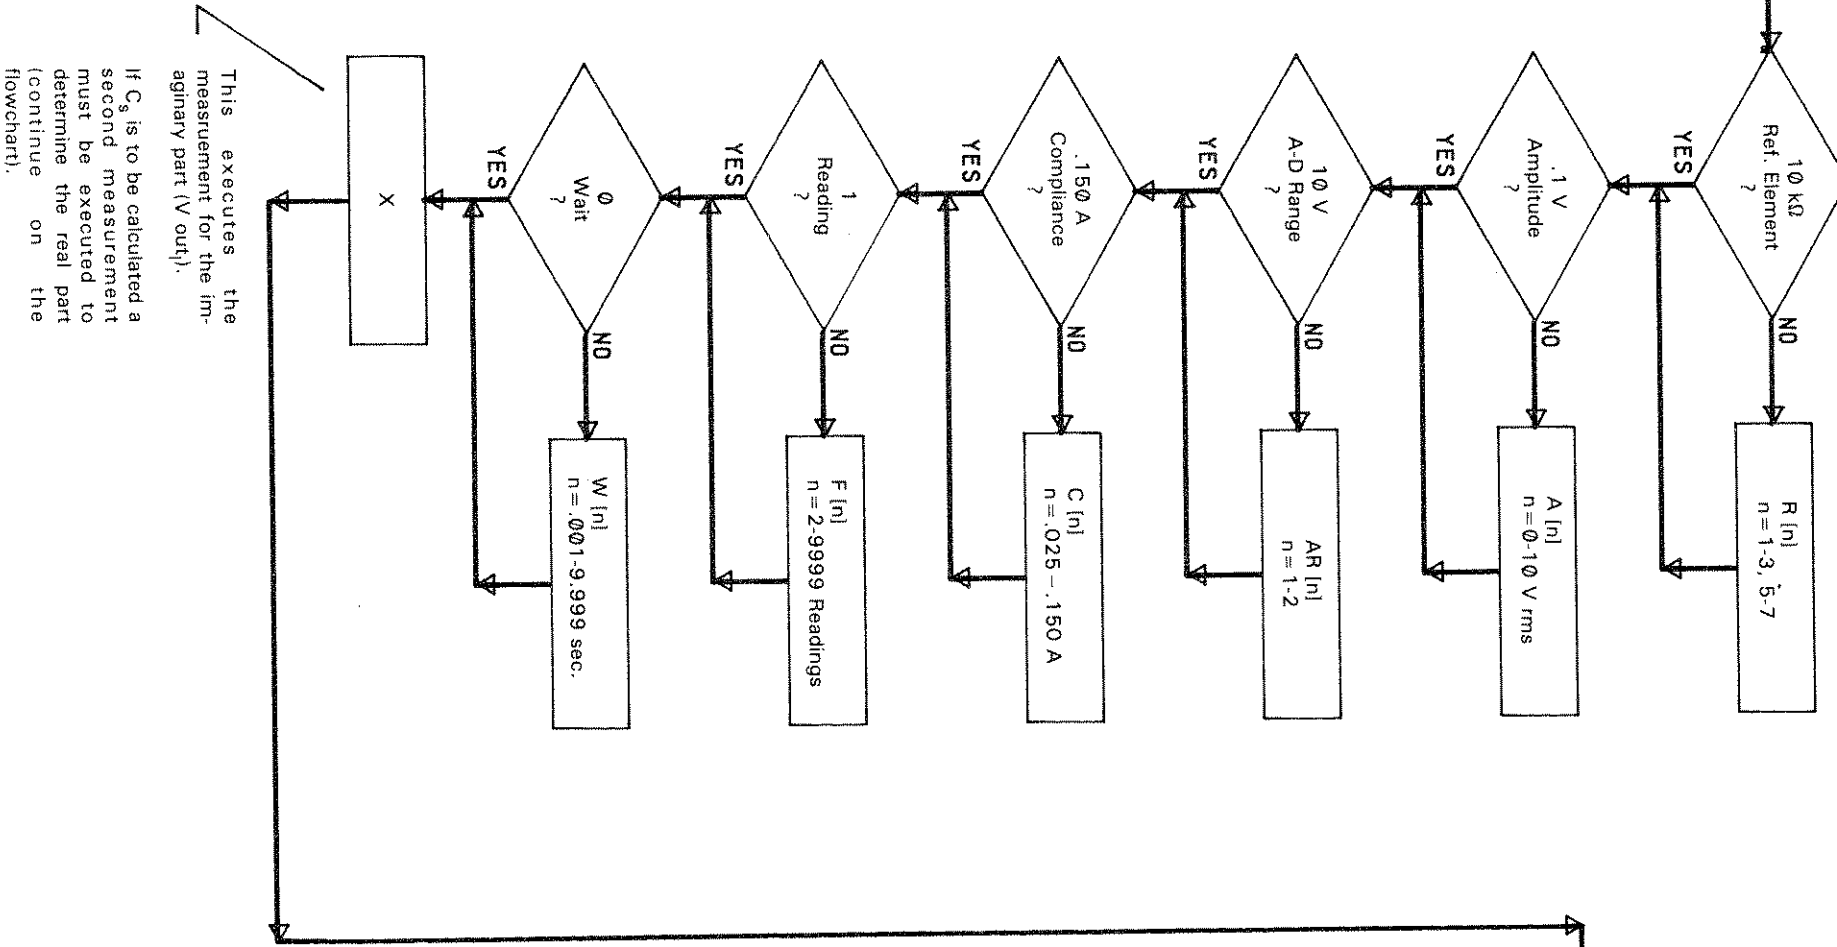 10 kΩ
Ref. Element
?
YES
NO
R [n]
n=1-3, 5-7
.1 V
Amplitude
?
YES
NO
A [n]
n=0-10 V rms
10 V
A-D Range
?
YES
NO
AR [n]
n=1-2
.150 A
Compliance
?
YES
NO
C [n]
n=.025 – .150 A
1
Reading
?
YES
NO
F [n]
n=2-9999 Readings
0
Wait
?
YES
NO
W [n]
n=.001-9.999 sec.
X
This executes the
measruement for the im-
aginary part (V outᵢ).
If Cₛ is to be calculated a
second measurement
must be executed to
determine the real part
(continue on the
flowchart).